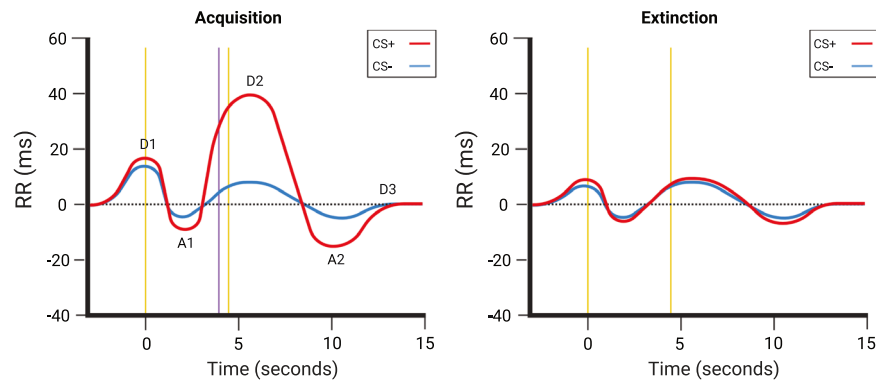 Acquisition
60
40
20
0
-20
-40
RR (ms)
CS+
CS-
D1
A1
D2
A2
D3
0
5
10
15
Time (seconds)
Extinction
60
40
20
0
-20
-40
RR (ms)
CS+
CS-
0
5
10
15
Time (seconds)